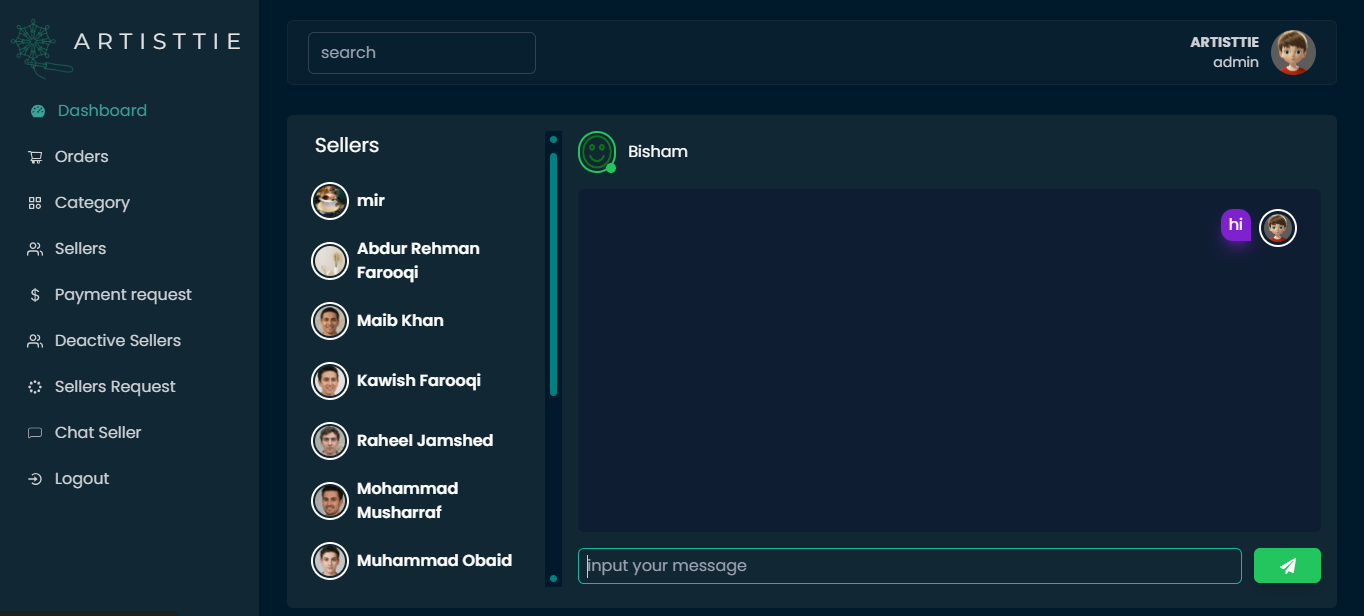 ARTISTTIE
Dashboard
Orders
Category
Sellers
Payment request
Deactive Sellers
Sellers Request
Chat Seller
Logout
search
ARTISTTIE
admin
Sellers
mir
Abdur Rehman
Farooqi
Maib Khan
Kawish Farooqi
Raheel Jamshed
Mohammad
Musharraf
Muhammad Obaid
Bisham
hi
input your message